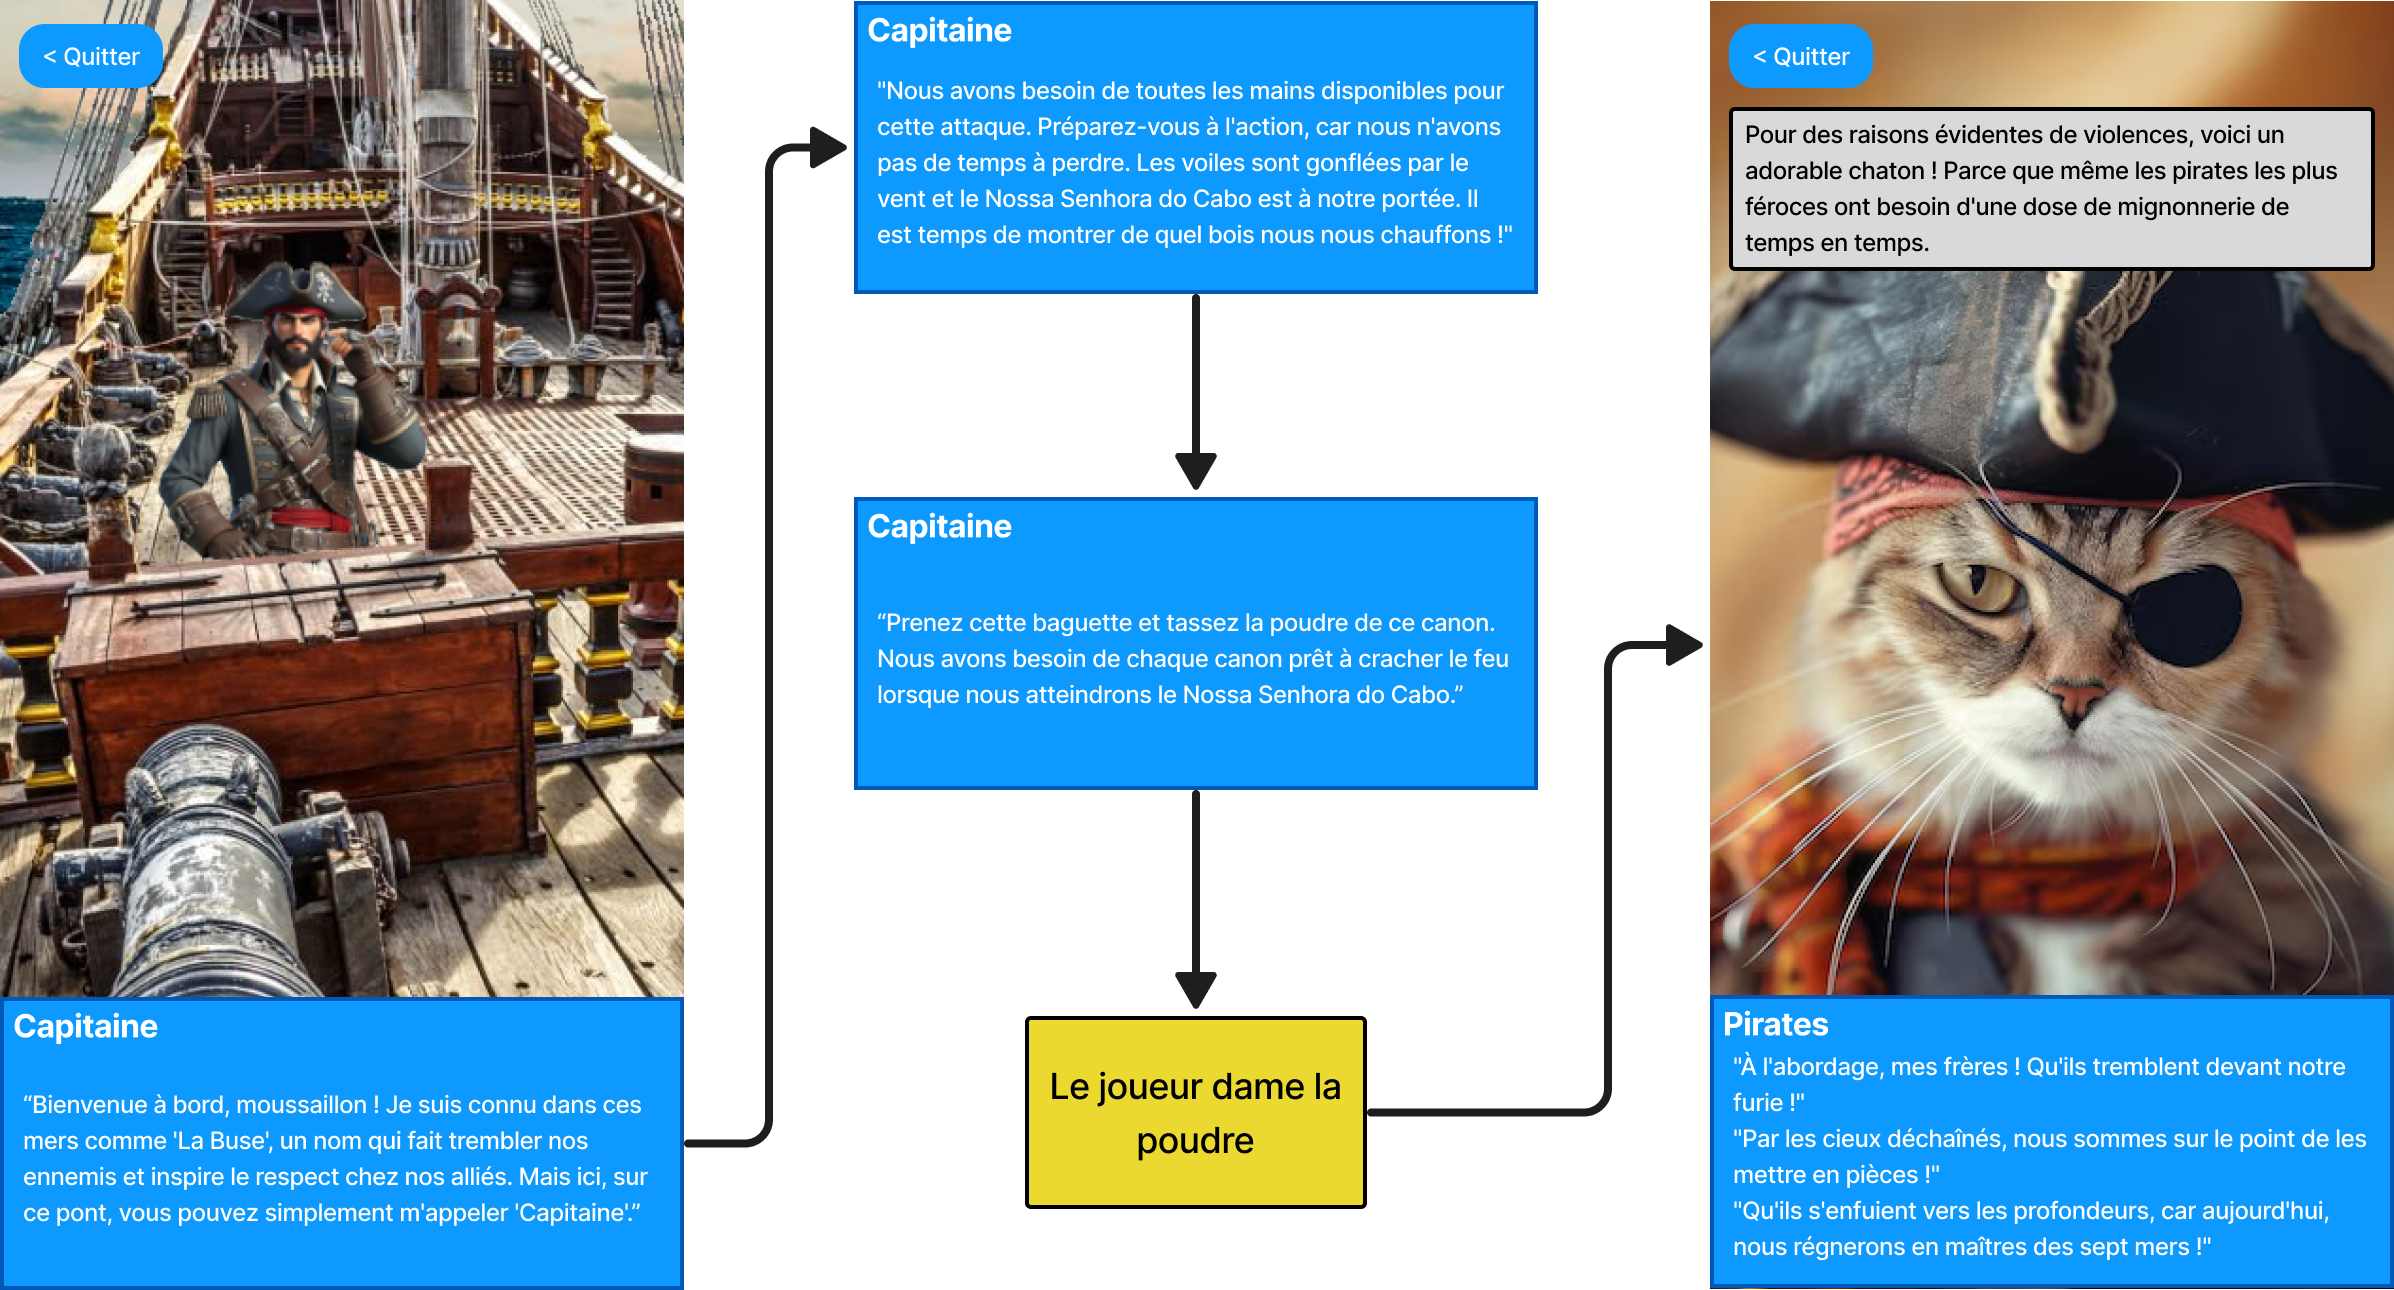 < Quitter
Capitaine
“Bienvenue à bord, moussaillon ! Je suis connu dans ces
mers comme 'La Buse', un nom qui fait trembler nos
ennemis et inspire le respect chez nos alliés. Mais ici, sur
ce pont, vous pouvez simplement m'appeler 'Capitaine'.”
Capitaine
"Nous avons besoin de toutes les mains disponibles pour
cette attaque. Préparez-vous à l'action, car nous n'avons
pas de temps à perdre. Les voiles sont gonflées par le
vent et le Nossa Senhora do Cabo est à notre portée. Il
est temps de montrer de quel bois nous nous chauffons !"
Capitaine
“Prenez cette baguette et tassez la poudre de ce canon.
Nous avons besoin de chaque canon prêt à cracher le feu
lorsque nous atteindrons le Nossa Senhora do Cabo.”
Le joueur dame la
poudre
< Quitter
Pour des raisons évidentes de violences, voici un
adorable chaton ! Parce que même les pirates les plus
féroces ont besoin d'une dose de mignonnerie de
temps en temps.
Pirates
"À l'abordage, mes frères ! Qu'ils tremblent devant notre
furie !"
"Par les cieux déchaînés, nous sommes sur le point de les
mettre en pièces !"
"Qu'ils s'enfuient vers les profondeurs, car aujourd'hui,
nous régnerons en maîtres des sept mers !"